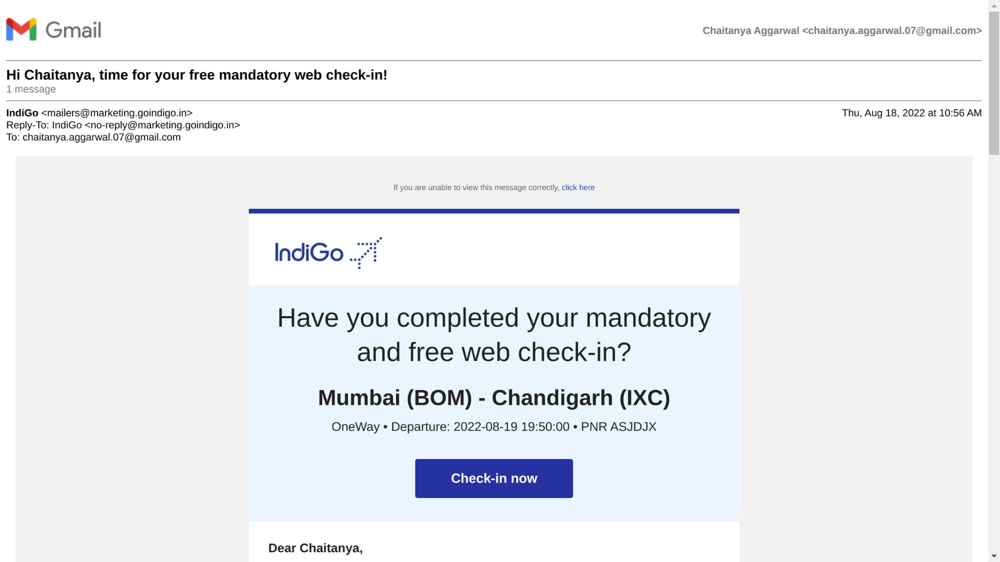 Gmail
Chaitanya Aggarwal <chaitanya.aggarwal.07@gmail.com>
Hi Chaitanya, time for your free mandatory web check-in!
1 message
IndiGo <mailers@marketing.goindigo.in>
Thu, Aug 18, 2022 at 10:56 AM
Reply-To: IndiGo <no-reply@marketing.goindigo.in>
To: chaitanya.aggarwal.07@gmail.com
If you are unable to view this message correctly, click here
IndiGo
Have you completed your mandatory
and free web check-in?
Mumbai (BOM) - Chandigarh (IXC)
OneWay • Departure: 2022-08-19 19:50:00 • PNR ASJDJX
Check-in now
Dear Chaitanya,